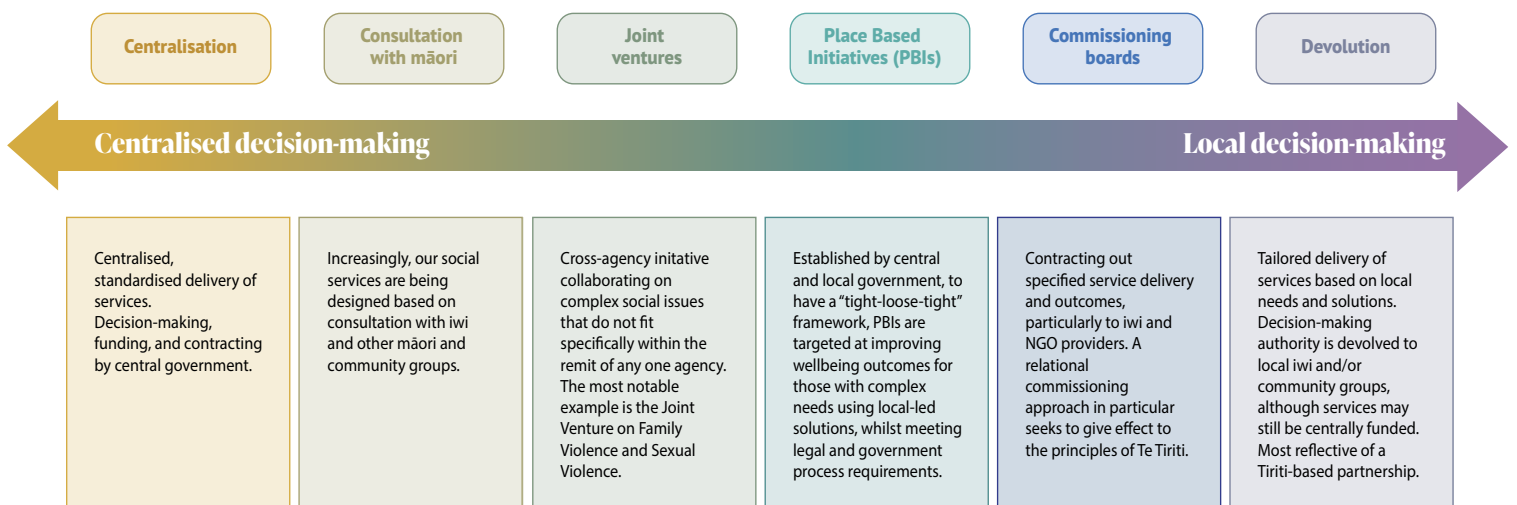 Centralisation
Consultation
with māori
Joint
ventures
Place Based
Initiatives (PBIs)
Commissioning
boards
Devolution
Centralised decision-making
Local decision-making
Centralised,
standardised delivery of
services.
Decision-making,
funding, and contracting
by central government.
Increasingly, our social
services are being
designed based on
consultation with iwi
and other māori and
community groups.
Cross-agency initative
collaborating on
complex social issues
that do not fit
specifically within the
remit of any one agency.
The most notable
example is the Joint
Venture on Family
Violence and Sexual
Violence.
Established by central
and local government, to
have a “tight-loose-tight”
framework, PBIs are
targeted at improving
wellbeing outcomes for
those with complex
needs using local-led
solutions, whilst meeting
legal and government
process requirements.
Contracting out
specified service delivery
and outcomes,
particularly to iwi and
NGO providers. A
relational
commissioning
approach in particular
seeks to give effect to
the principles of Te Tiriti.
Tailored delivery of
services based on local
needs and solutions.
Decision-making
authority is devolved to
local iwi and/or
community groups,
although services may
still be centrally funded.
Most reflective of a
Tiriti-based partnership.